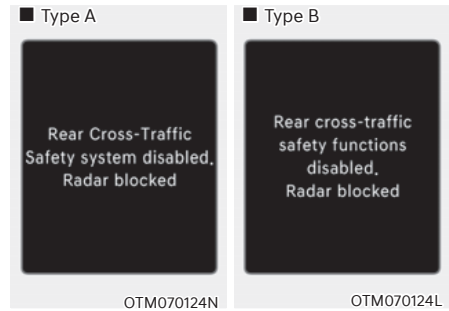 ■ Type A
Rear Cross-Traffic
Safety system disabled.
Radar blocked
OTM070124N
■ Type B
Rear cross-traffic
safety functions
disabled.
Radar blocked
OTM070124L